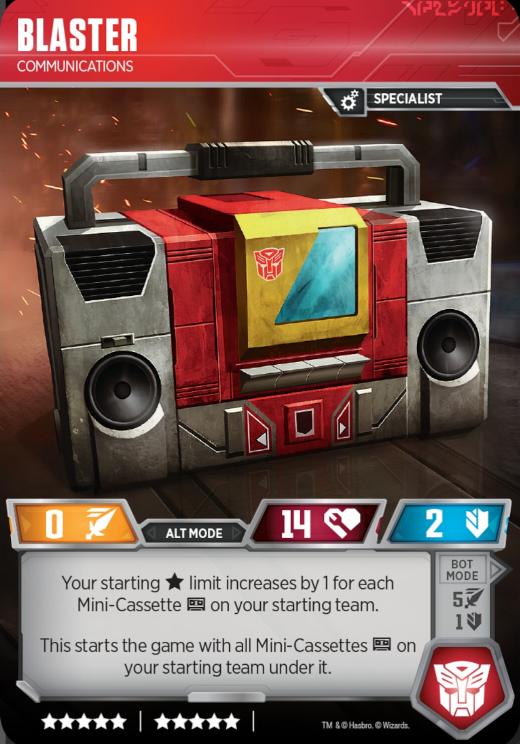 BLASTER
COMMUNICATIONS
SPECIALIST
0
ALT MODE
14
2
Your starting ★ limit increases by 1 for each
Mini-Cassette on your starting team.
This starts the game with all Mini-Cassettes on
your starting team under it.
BOT
MODE
5
1
★★★★★ | ★★★★★ |
TM & © Hasbro. © Wizards.